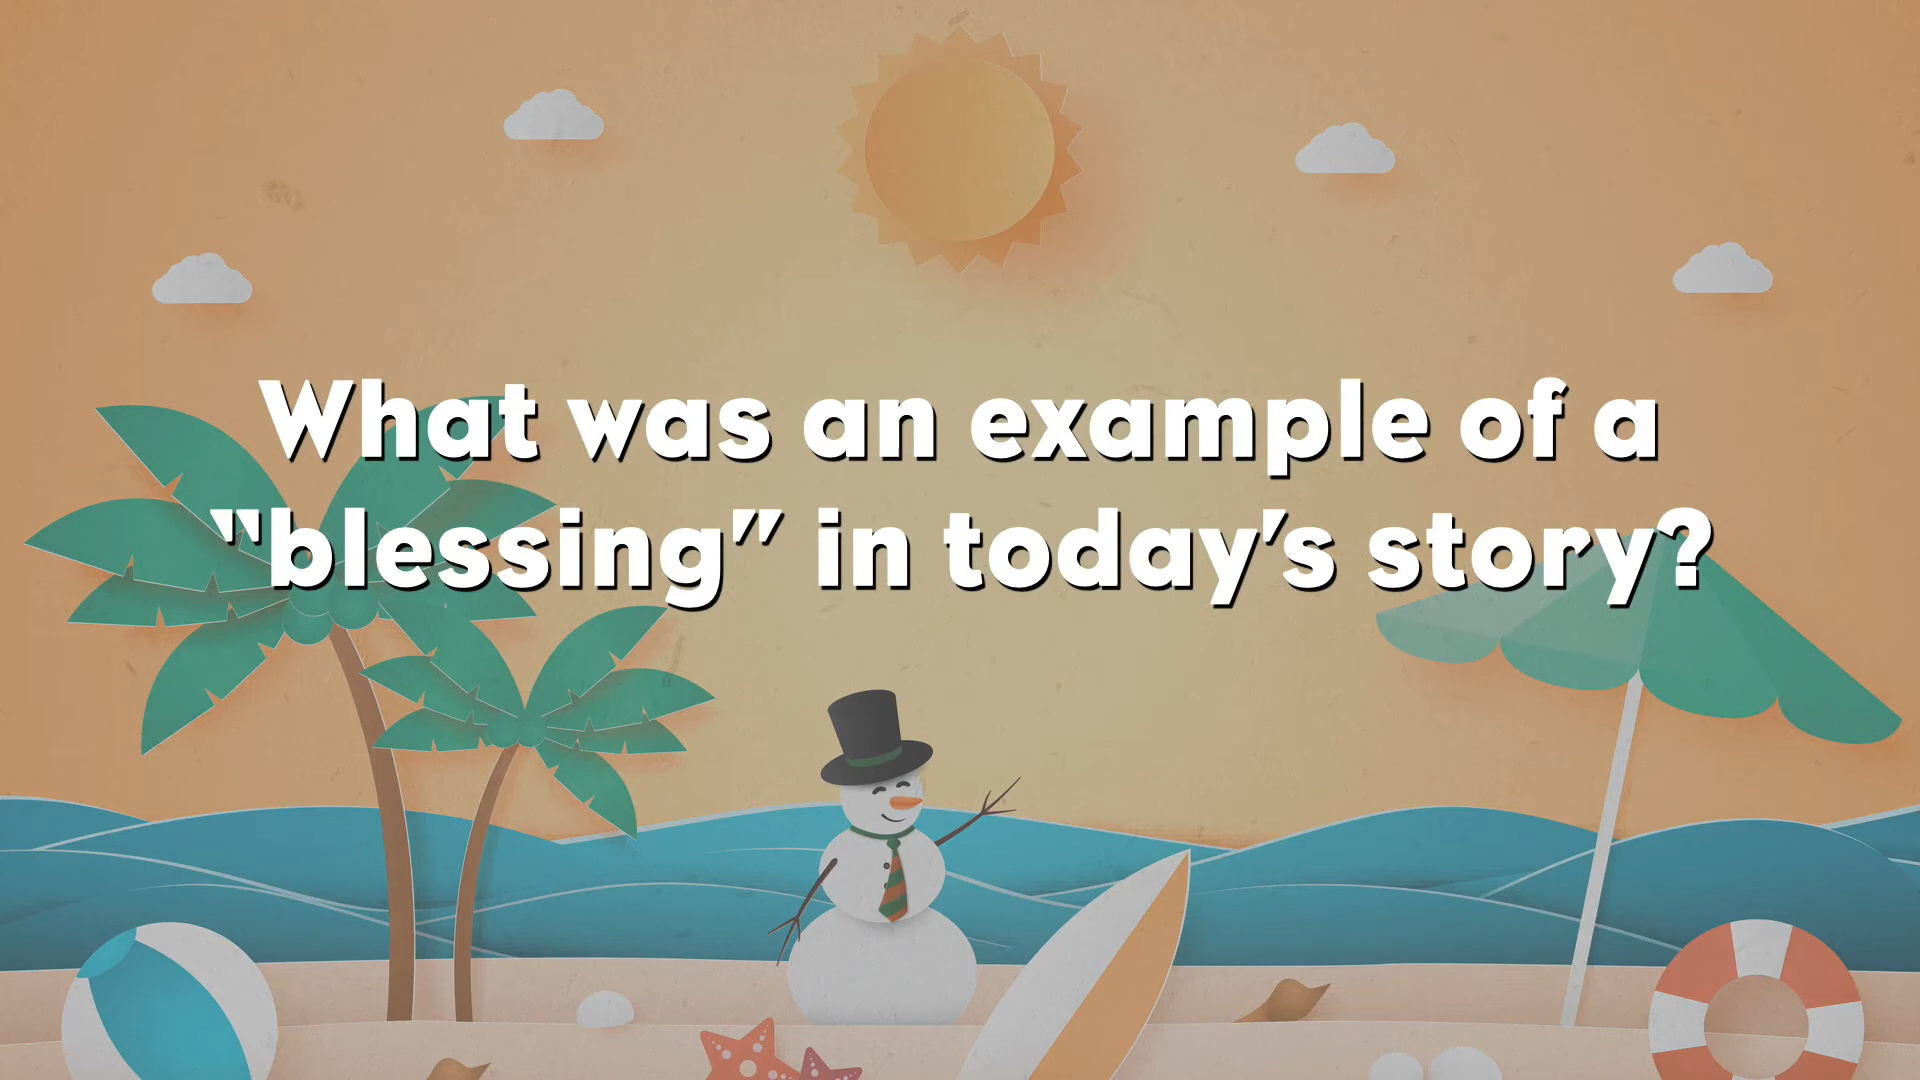 What was an example of a
“blessing” in today’s story?